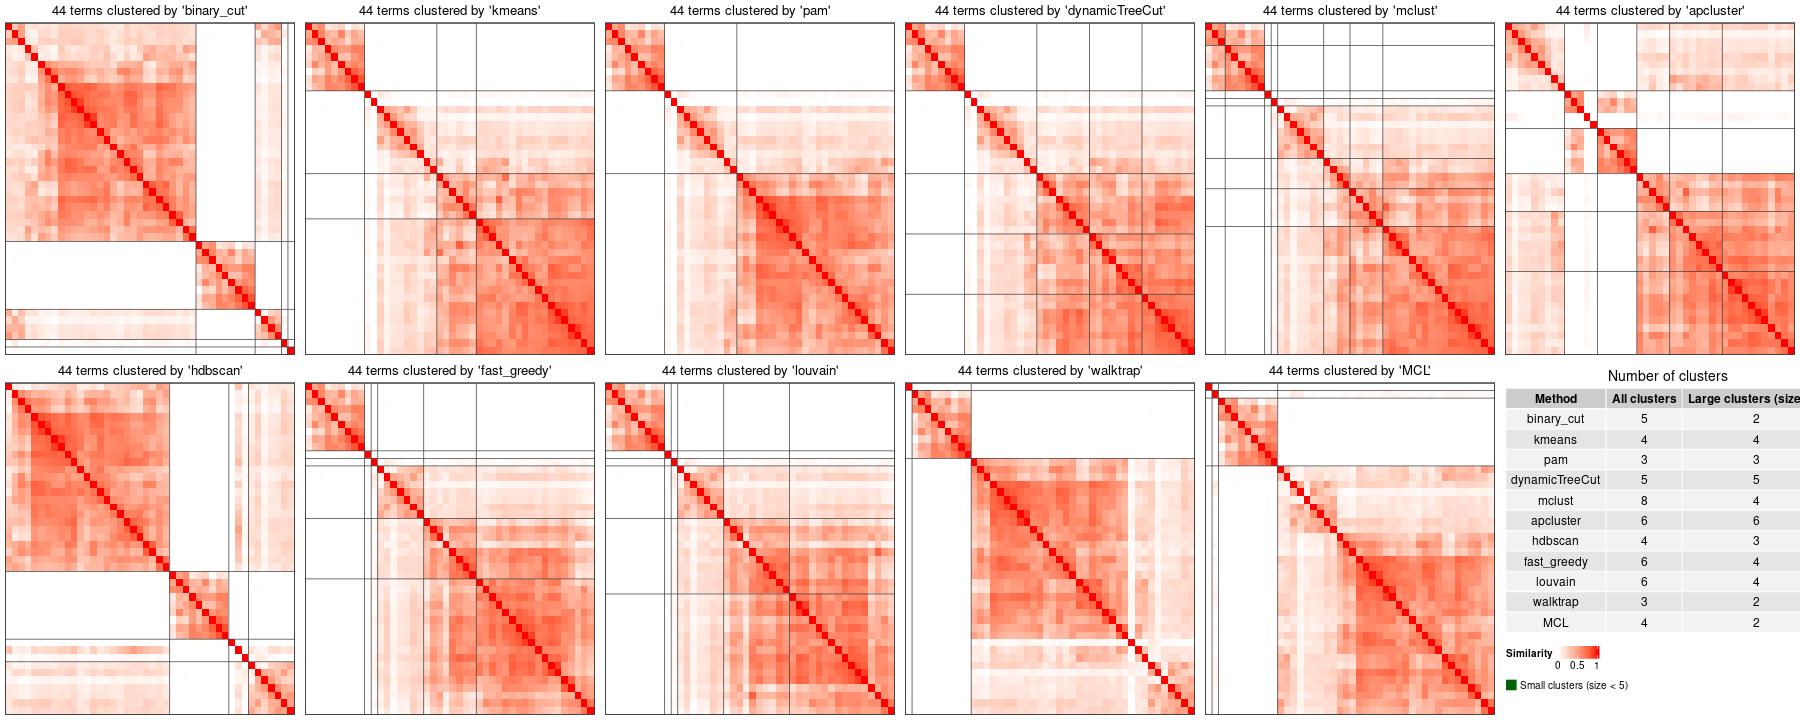 44 terms clustered by 'binary_cut'
44 terms clustered by 'kmeans'
44 terms clustered by 'pam'
44 terms clustered by 'dynamicTreeCut'
44 terms clustered by 'mclust'
44 terms clustered by 'apcluster'
44 terms clustered by 'hdbscan'
44 terms clustered by 'fast_greedy'
44 terms clustered by 'louvain'
44 terms clustered by 'walktrap'
44 terms clustered by 'MCL'
Number of clusters
Method All clusters Large clusters (size
binary_cut 5 2
kmeans 4 4
pam 3 3
dynamicTreeCut 5 5
mclust 8 4
apcluster 6 6
hdbscan 4 3
fast_greedy 6 4
louvain 6 4
walktrap 3 2
MCL 4 2
Similarity
0 0.5 1
Small clusters (size < 5)